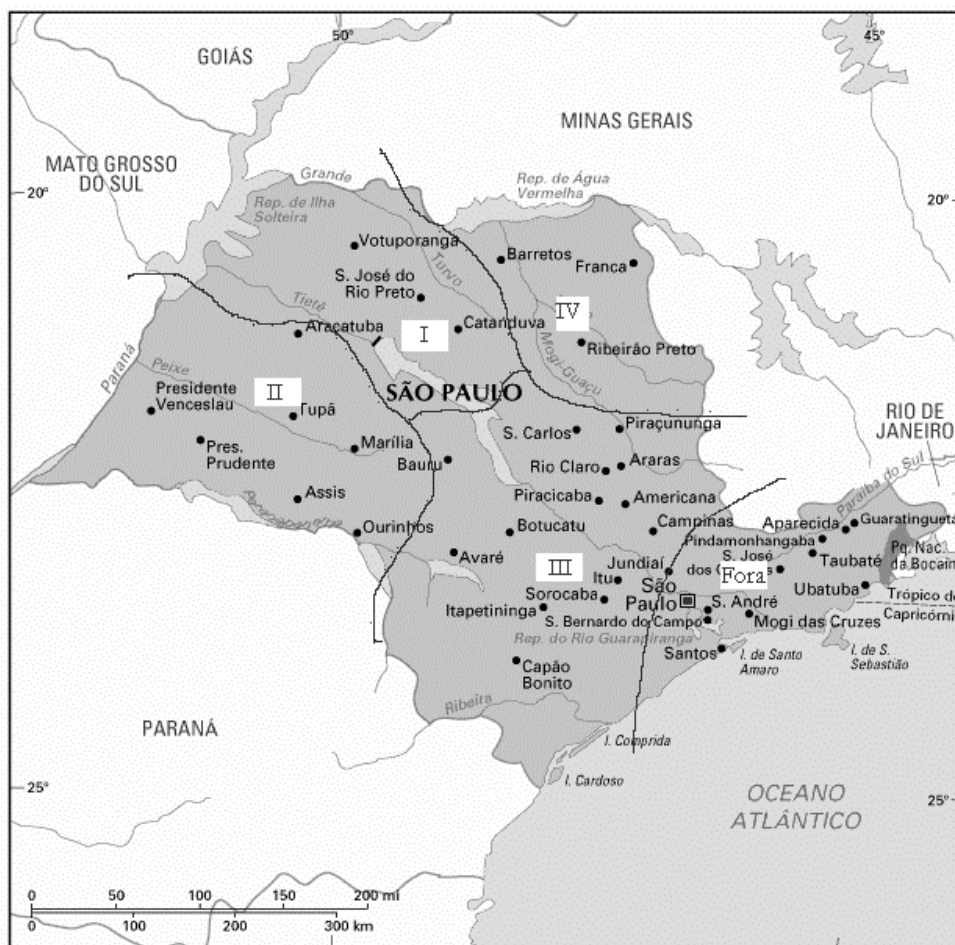 50°
45°
GOIÁS
MINAS GERAIS
MATO GROSSO
DO SUL
20°
20°
Grande
Rep. de Água
Vermelha
Rep. de Ilha
Solteira
Votuporanga
Turvo
Barretos
Franca
S. José do
Rio Preto
Tietê
IV
I
Araçatuba
Catanduva
Ribeirão Preto
Mogi-Guaçu
Paraná
Peixe
II
SÃO PAULO
Presidente
Venceslau
Tupã
RIO DE
JANEIRO
S. Carlos
Piraçununga
Pres.
Prudente
Marília
Bauru
Rio Claro
Araras
Paraíba do Sul
Assis
Piracicaba
Americana
Ourinhos
Botucatu
Campinas
Aparecida
Guaratinguetá
Pindamonhangaba
Avaré
III
Jundiaí
S. José
dos
Fora
Taubaté
Pq. Nac.
da Bocain
Itu
São
Paulo
Ubatuba
Trópico de
Capricórni
Sorocaba
Itapetininga
S. André
S. Bernardo do Campo
Mogi das Cruzes
Rep. do Rio Guarapiranga
Santos
I. de Santo
Amaro
I. de S.
Sebastião
Capão
Bonito
Ribeira
PARANÁ
I. Comprida
I. Cardoso
25°
25°
OCEANO
ATLÂNTICO
0 50 100 150 200 mi
0 100 200 300 km